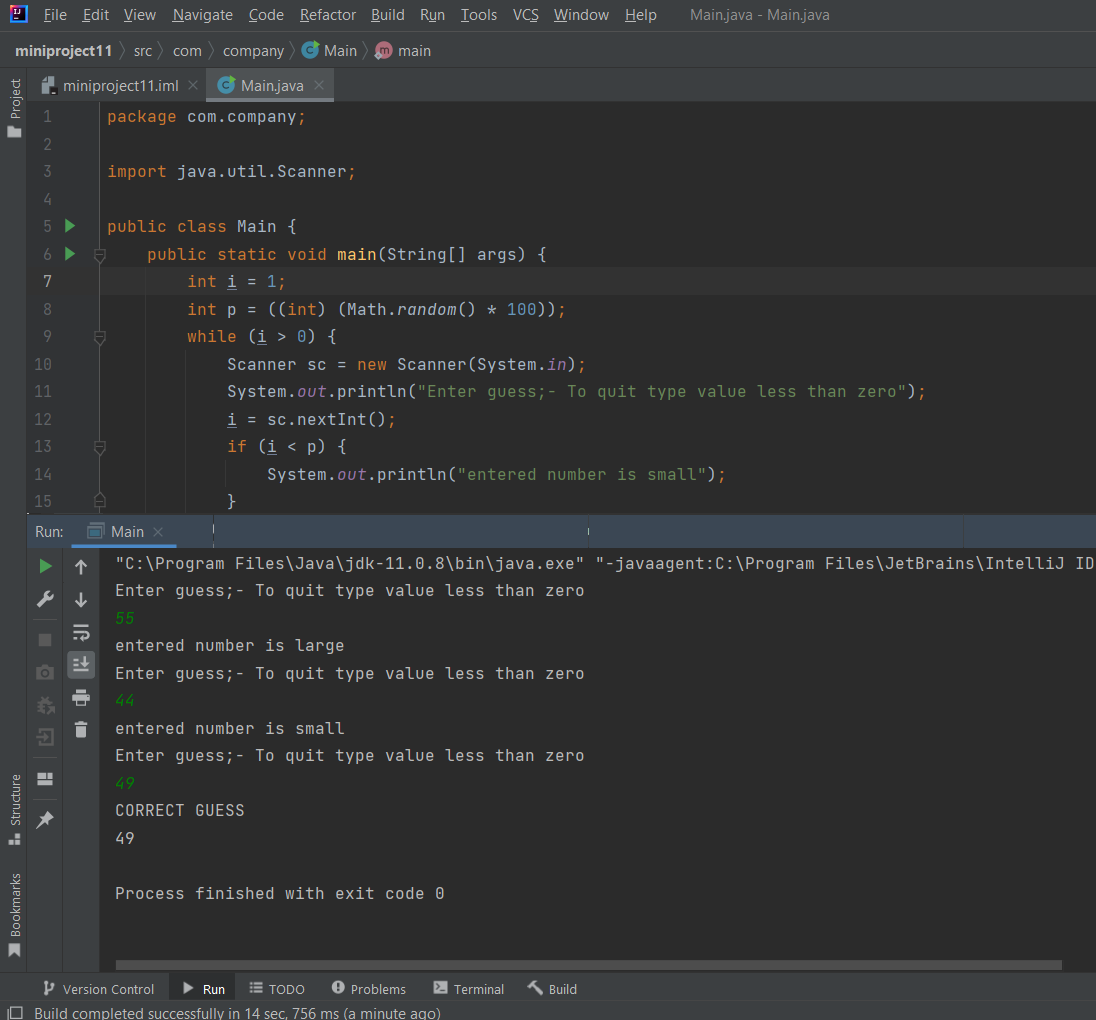 File Edit View Navigate Code Refactor Build Run Tools VCS Window Help Main.java - Main.java
miniproject11 src com company Main main
miniproject11.iml Main.java
Project
1 package com.company;
2
3 import java.util.Scanner;
4
5 public class Main {
6 public static void main(String[] args) {
7 int i = 1;
8 int p = ((int) (Math.random() * 100));
9 while (i > 0) {
10 Scanner sc = new Scanner(System.in);
11 System.out.println("Enter guess;- To quit type value less than zero");
12 i = sc.nextInt();
13 if (i < p) {
14 System.out.println("entered number is small");
15 }
Run: Main
"C:\Program Files\Java\jdk-11.0.8\bin\java.exe" "-javaagent:C:\Program Files\JetBrains\IntelliJ ID
Enter guess;- To quit type value less than zero
55
entered number is large
Enter guess;- To quit type value less than zero
44
entered number is small
Enter guess;- To quit type value less than zero
49
CORRECT GUESS
49
Process finished with exit code 0
Structure
Bookmarks
Version Control Run TODO Problems Terminal Build
Build completed successfully in 14 sec, 756 ms (a minute ago)